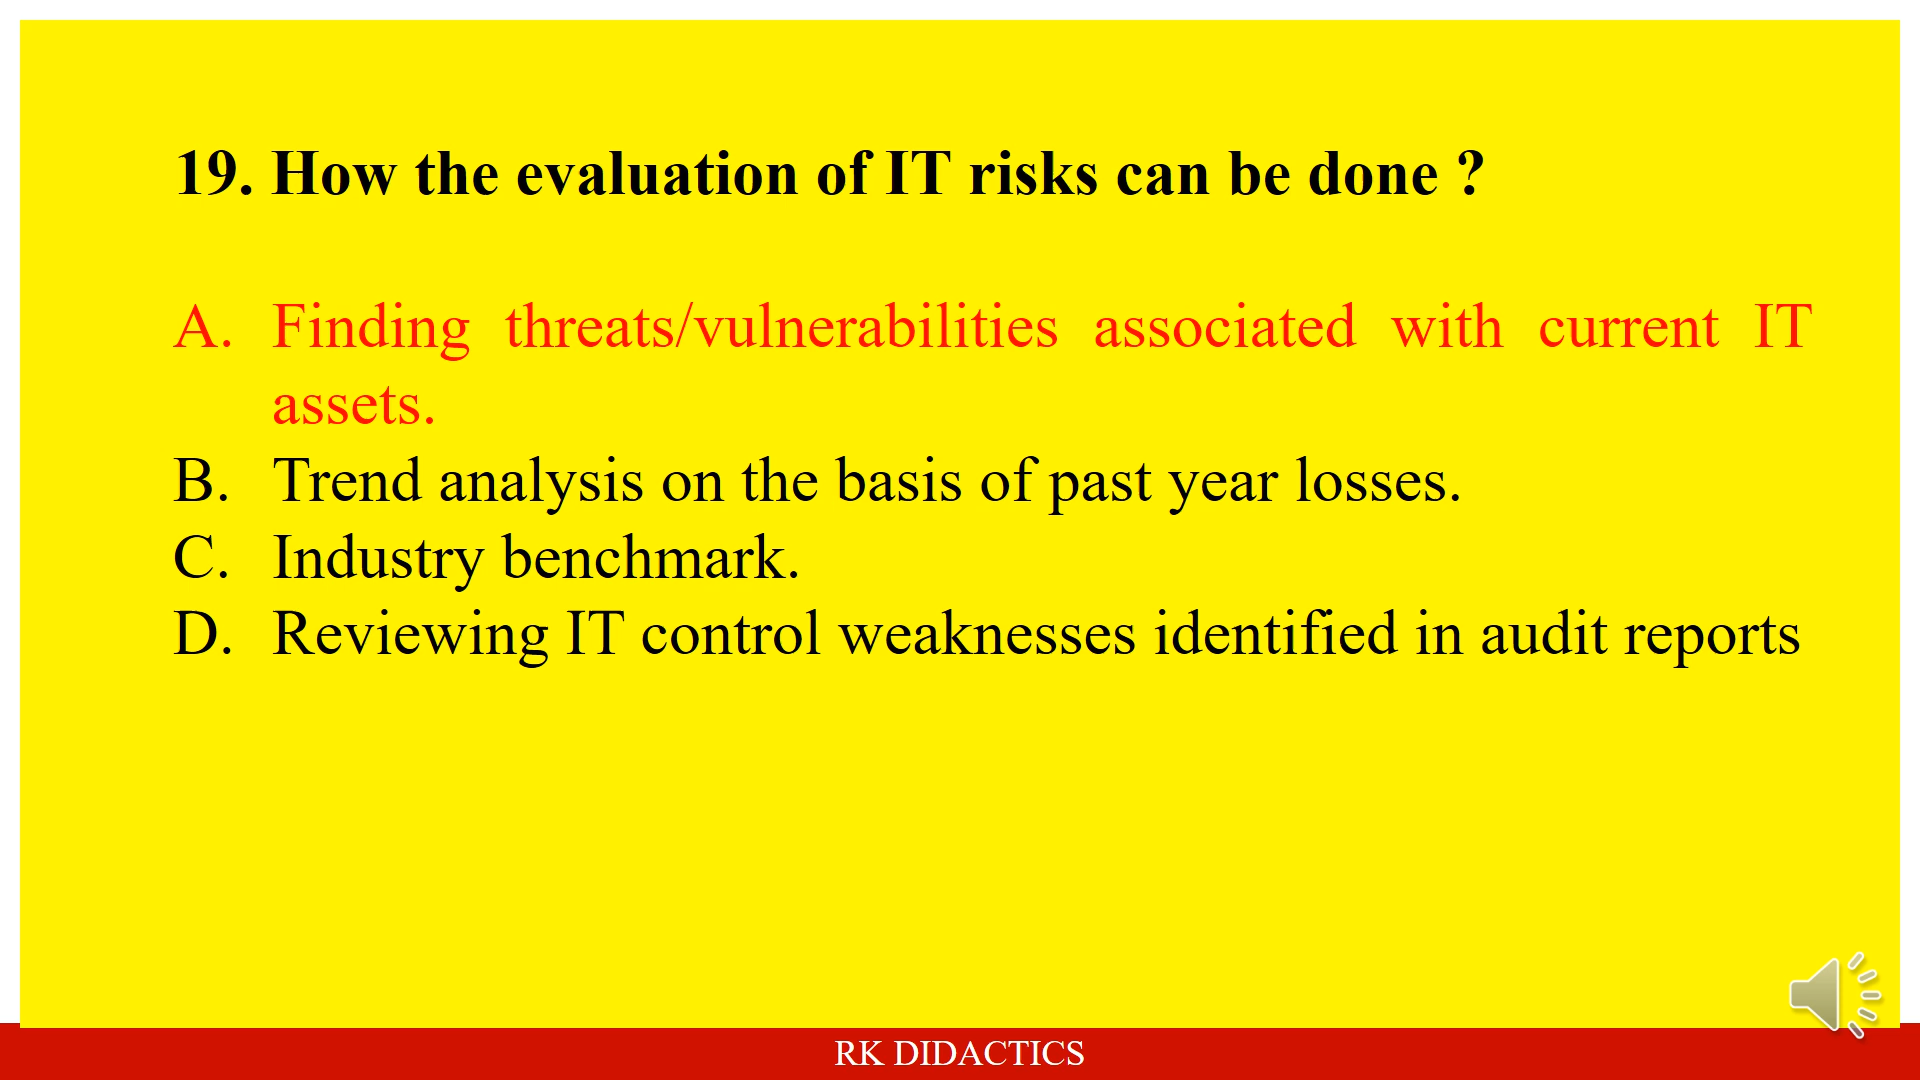 19. How the evaluation of IT risks can be done ?
A. Finding threats/vulnerabilities associated with current IT
assets.
B. Trend analysis on the basis of past year losses.
C. Industry benchmark.
D. Reviewing IT control weaknesses identified in audit reports
RK DIDACTICS